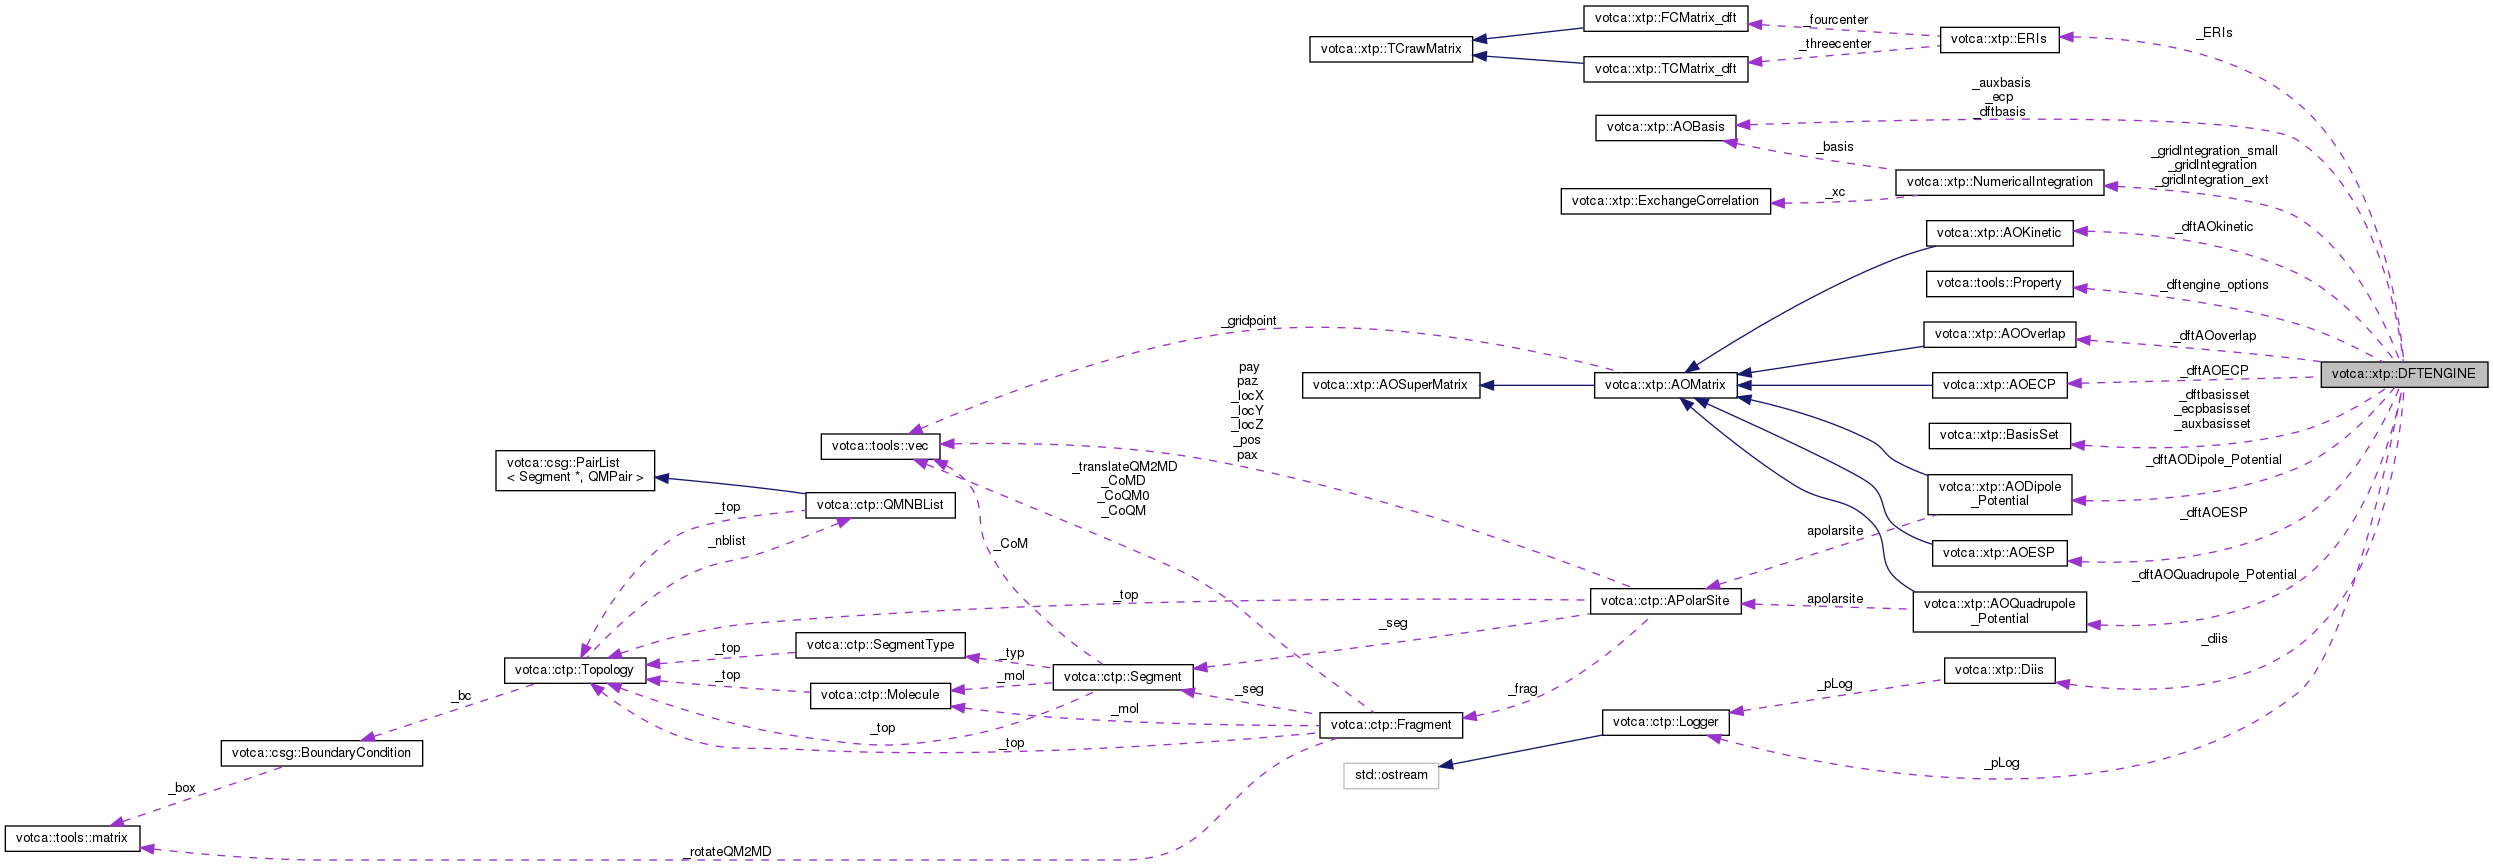 votca::xtp::FCMatrix_dft
_fourcenter
_ERIs
votca::xtp::TCrawMatrix
votca::xtp::ERIs
_threecenter
votca::xtp::TCMatrix_dft
_auxbasis
_ecp
_dftbasis
votca::xtp::AOBasis
_basis
_gridIntegration_small
_gridIntegration
_gridIntegration_ext
votca::xtp::NumericalIntegration
votca::xtp::ExchangeCorrelation
_xc
votca::xtp::AOKinetic
_dftAOkinetic
votca::tools::Property
_dftengine_options
_gridpoint
votca::xtp::AOOverlap
_dftAOoverlap
votca::xtp::DFTENGINE
votca::xtp::AOSuperMatrix
votca::xtp::AOMatrix
votca::xtp::AOECP
_dftAOECP
pay
paz
_locX
_locY
_locZ
_pos
pax
_dftbasisset
_ecpbasisset
_auxbasisset
votca::xtp::BasisSet
votca::tools::vec
votca::csg::PairList
< Segment *, QMPair >
_translateQM2MD
_CoMD
_CoQM0
_CoQM
_dftAODipole_Potential
votca::xtp::AODipole
_Potential
votca::ctp::QMNBList
_top
_nblist
_CoM
apolarsite
_dftAOESP
votca::xtp::AOESP
_dftAOQuadrupole_Potential
_top
votca::ctp::APolarSite
apolarsite
votca::xtp::AOQuadrupole
_Potential
_seg
votca::ctp::SegmentType
_top
_typ
_diis
votca::ctp::Topology
votca::ctp::Segment
votca::xtp::Diis
_top
_mol
votca::ctp::Molecule
_bc
_seg
_frag
_pLog
_mol
votca::ctp::Fragment
votca::ctp::Logger
_top
_top
votca::csg::BoundaryCondition
_pLog
std::ostream
_box
votca::tools::matrix
_rotateQM2MD